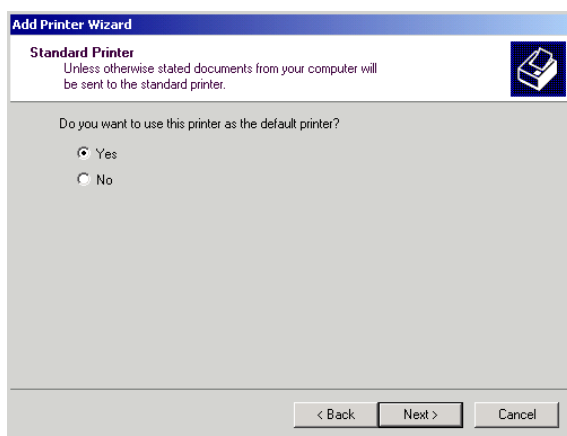 Add Printer Wizard
Standard Printer
Unless otherwise stated documents from your computer will
be sent to the standard printer.
Do you want to use this printer as the default printer?
Yes
No
< Back
Next >
Cancel